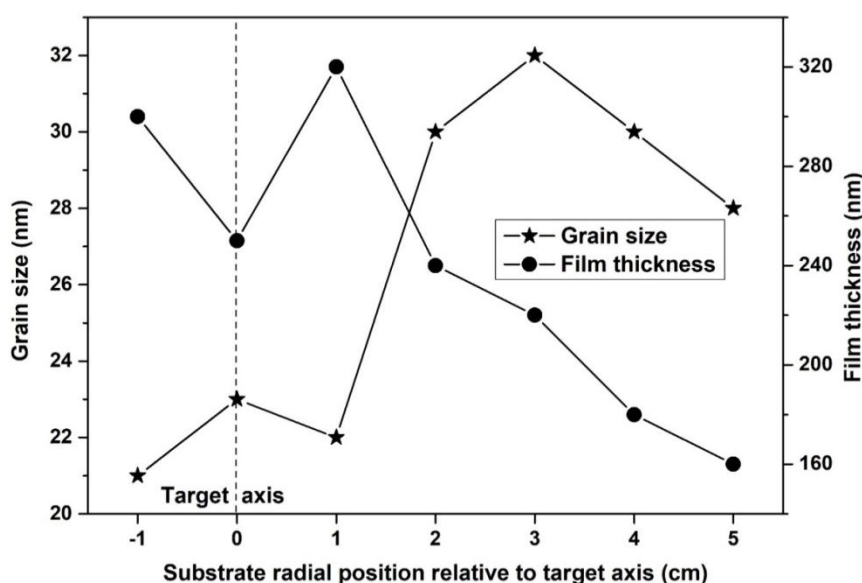 Grain size (nm)
32
30
28
26
24
22
20
Film thickness (nm)
320
280
240
200
160
Grain size
Film thickness
Target axis
-1 0 1 2 3 4 5
Substrate radial position relative to target axis (cm)